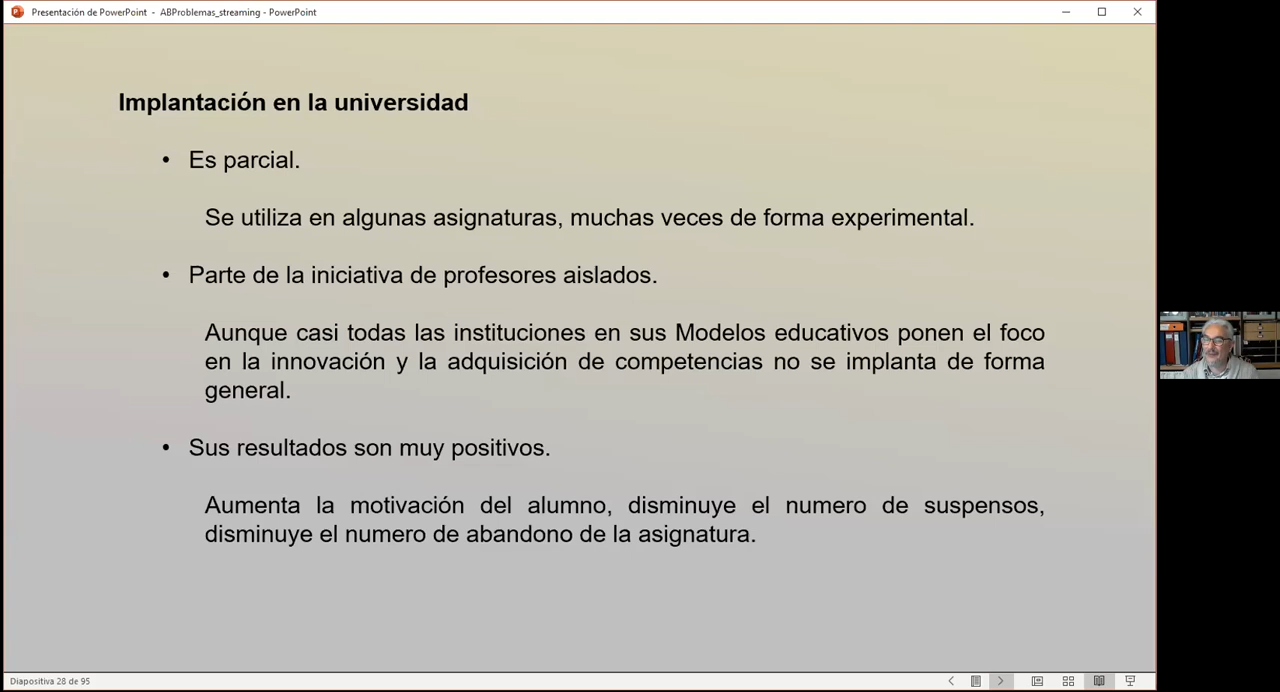 Presentación de PowerPoint - ABProblemas_streaming - PowerPoint
Implantación en la universidad
• Es parcial.
Se utiliza en algunas asignaturas, muchas veces de forma experimental.
• Parte de la iniciativa de profesores aislados.
Aunque casi todas las instituciones en sus Modelos educativos ponen el foco
en la innovación y la adquisición de competencias no se implanta de forma
general.
• Sus resultados son muy positivos.
Aumenta la motivación del alumno, disminuye el numero de suspensos,
disminuye el numero de abandono de la asignatura.
Diapositiva 28 de 95